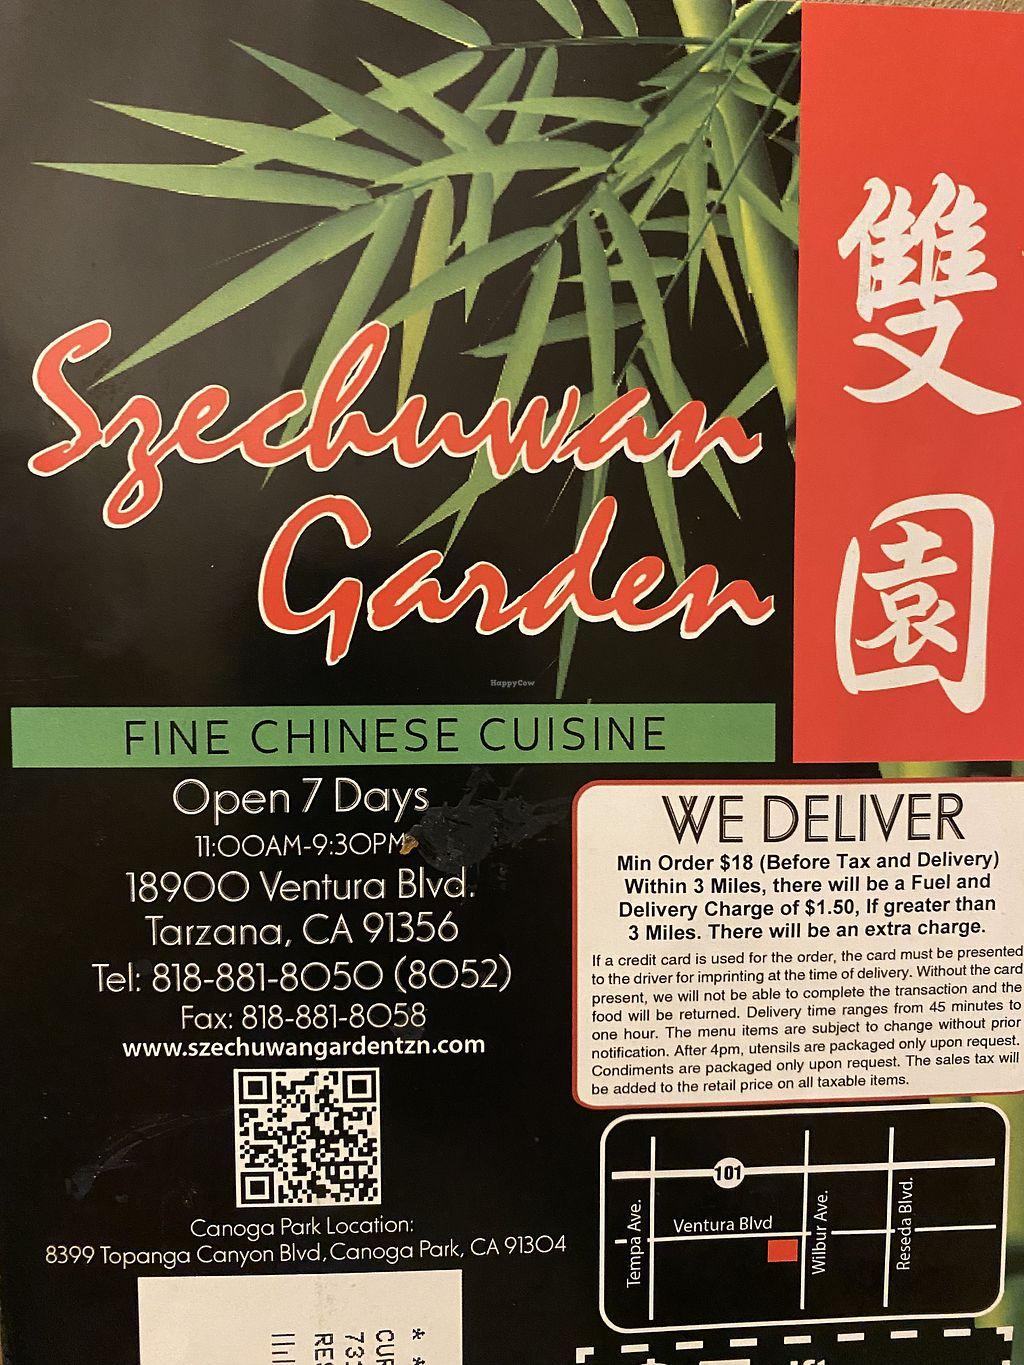 Szechuwan
Garden
雙
園
HappyCow
FINE CHINESE CUISINE
Open 7 Days
11:00AM-9:30PM
18900 Ventura Blvd.
Tarzana, CA 91356
Tel: 818-881-8050 (8052)
Fax: 818-881-8058
www.szechuwangardentzn.com
Canoga Park Location:
8399 Topanga Canyon Blvd, Canoga Park, CA 91304
WE DELIVER
Min Order $18 (Before Tax and Delivery)
Within 3 Miles, there will be a Fuel and
Delivery Charge of $1.50, If greater than
3 Miles. There will be an extra charge.
If a credit card is used for the order, the card must be presented
to the driver for imprinting at the time of delivery. Without the card
present, we will not be able to complete the transaction and the
food will be returned. Delivery time ranges from 45 minutes to
one hour. The menu items are subject to change without prior
notification. After 4pm, utensils are packaged only upon request.
Condiments are packaged only upon request. The sales tax will
be added to the retail price on all taxable items.
101
Tempa Ave.
Ventura Blvd
Wilbur Ave.
Reseda Blvd.